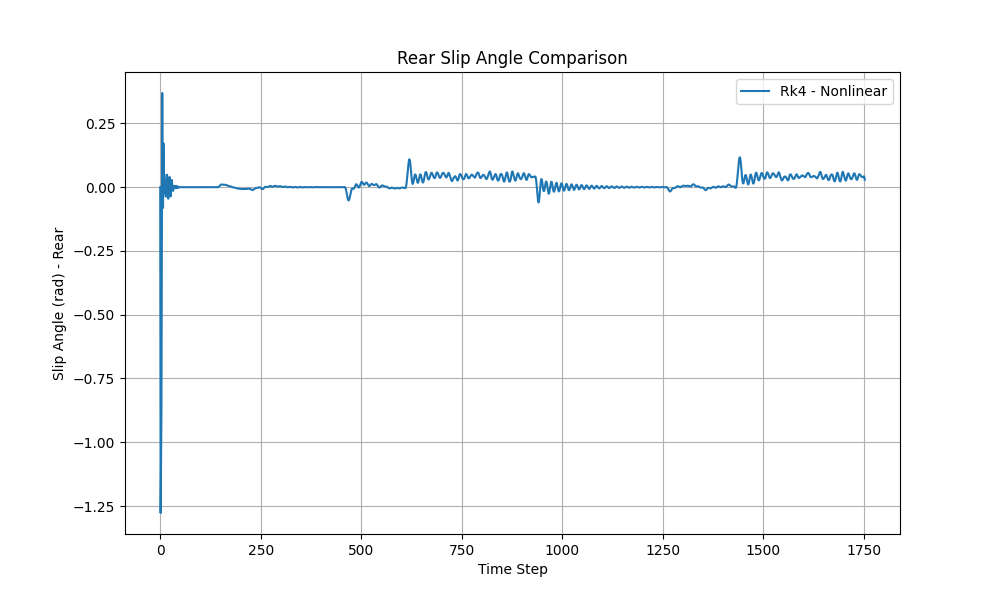 Rear Slip Angle Comparison
Rk4 - Nonlinear
Slip Angle (rad) - Rear
0.25
0.00
−0.25
−0.50
−0.75
−1.00
−1.25
0 250 500 750 1000 1250 1500 1750
Time Step